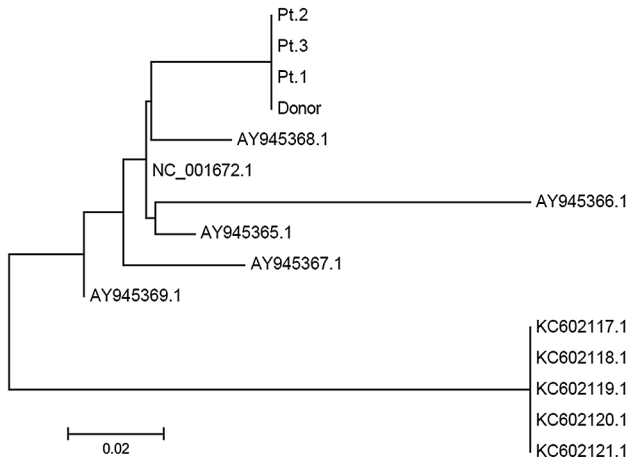 Pt.2
Pt.3
Pt.1
Donor
AY945368.1
NC_001672.1
AY945366.1
AY945365.1
AY945367.1
AY945369.1
KC602117.1
KC602118.1
KC602119.1
KC602120.1
KC602121.1
0.02